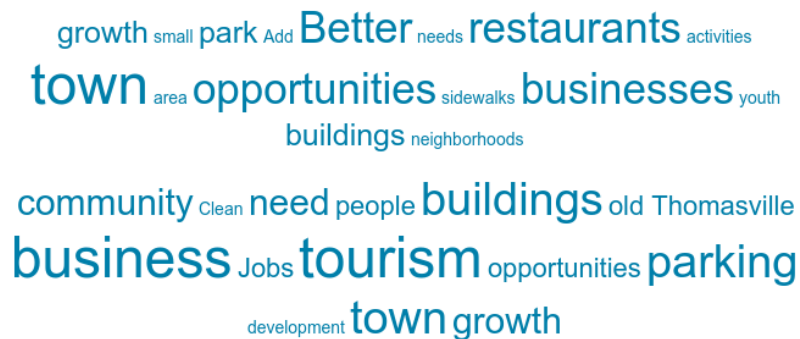 growth small park Add Better needs restaurants activities
town area opportunities sidewalks businesses youth
buildings neighborhoods
community Clean need people buildings old Thomasville
business Jobs tourism opportunities parking
development town growth